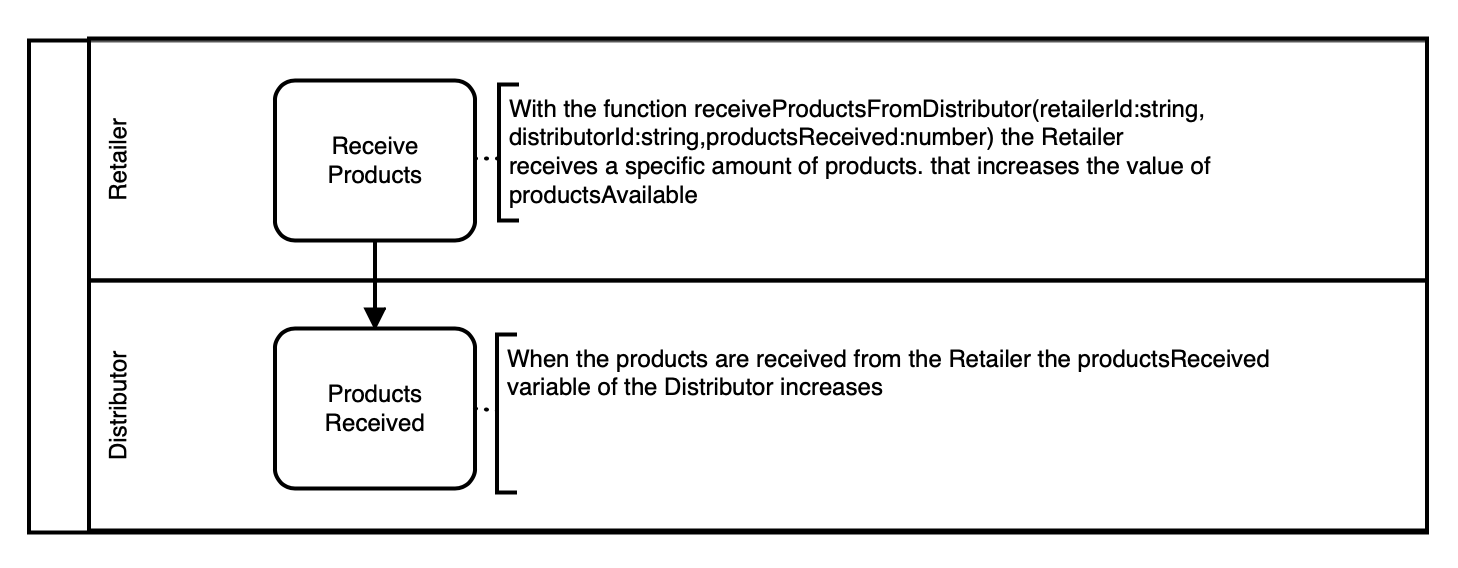 Retailer
Receive
Products
With the function receiveProductsFromDistributor(retailerId:string,
distributorId:string,productsReceived:number) the Retailer
receives a specific amount of products. that increases the value of
productsAvailable
Distributor
Products
Received
When the products are received from the Retailer the productsReceived
variable of the Distributor increases